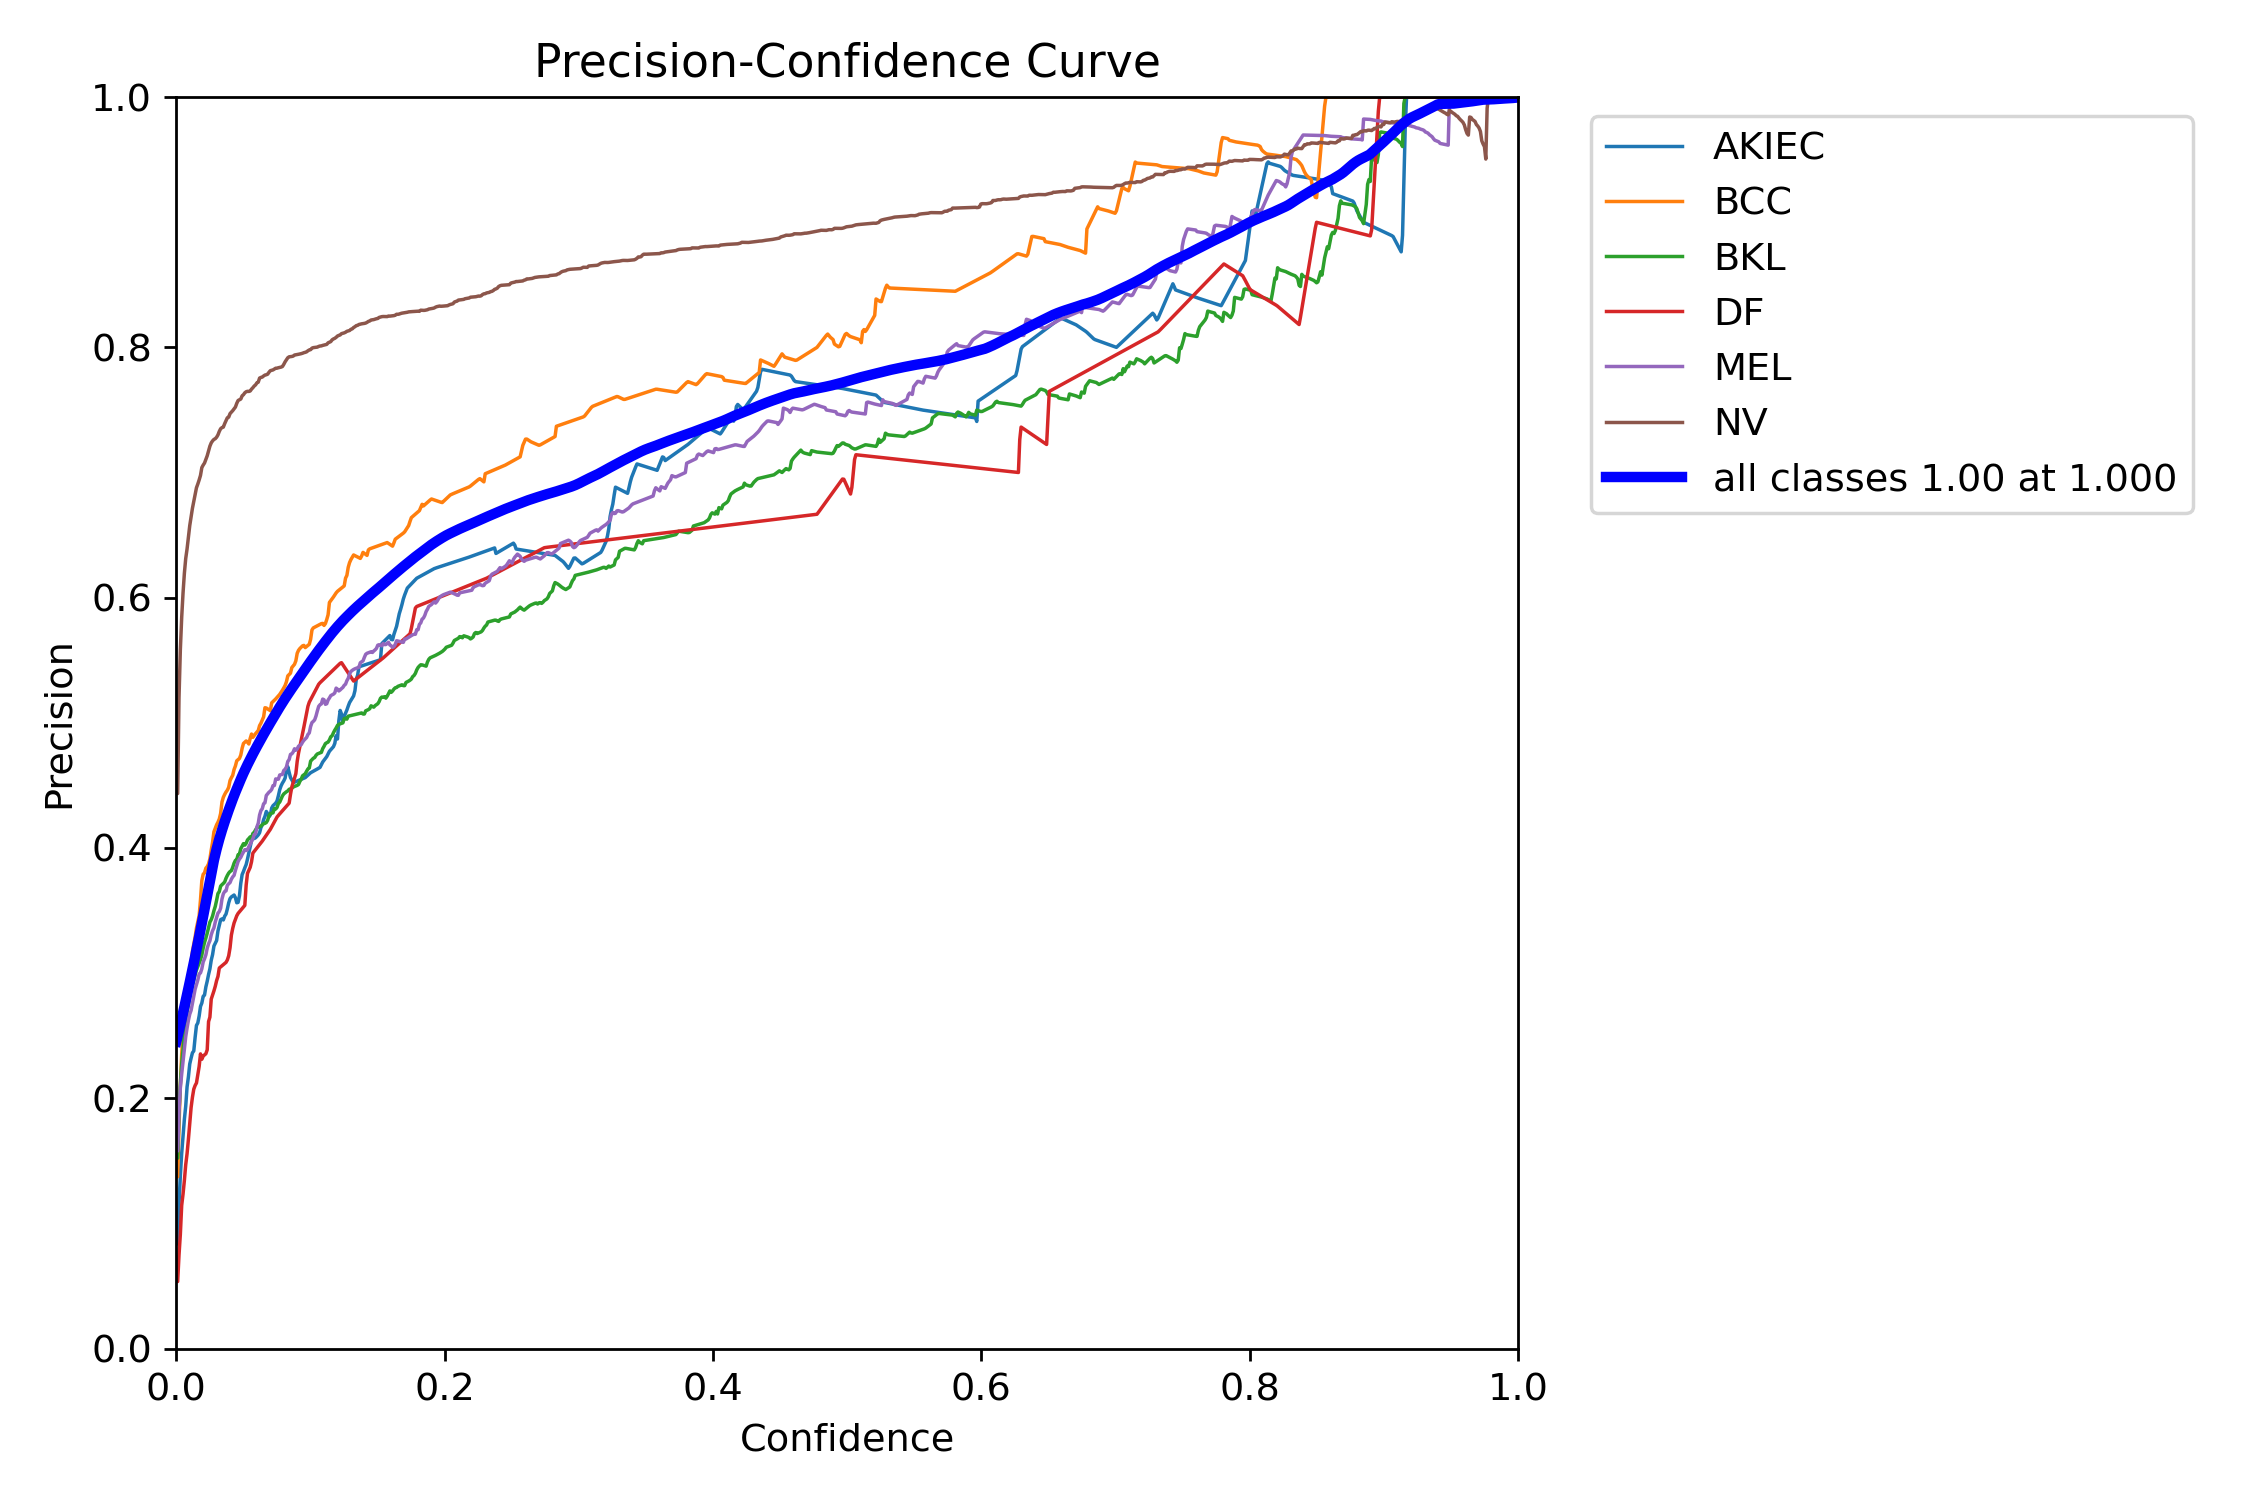 Precision-Confidence Curve
1.0
0.8
0.6
0.4
0.2
0.0
Precision
0.0 0.2 0.4 0.6 0.8 1.0
Confidence
AKIEC
BCC
BKL
DF
MEL
NV
all classes 1.00 at 1.000